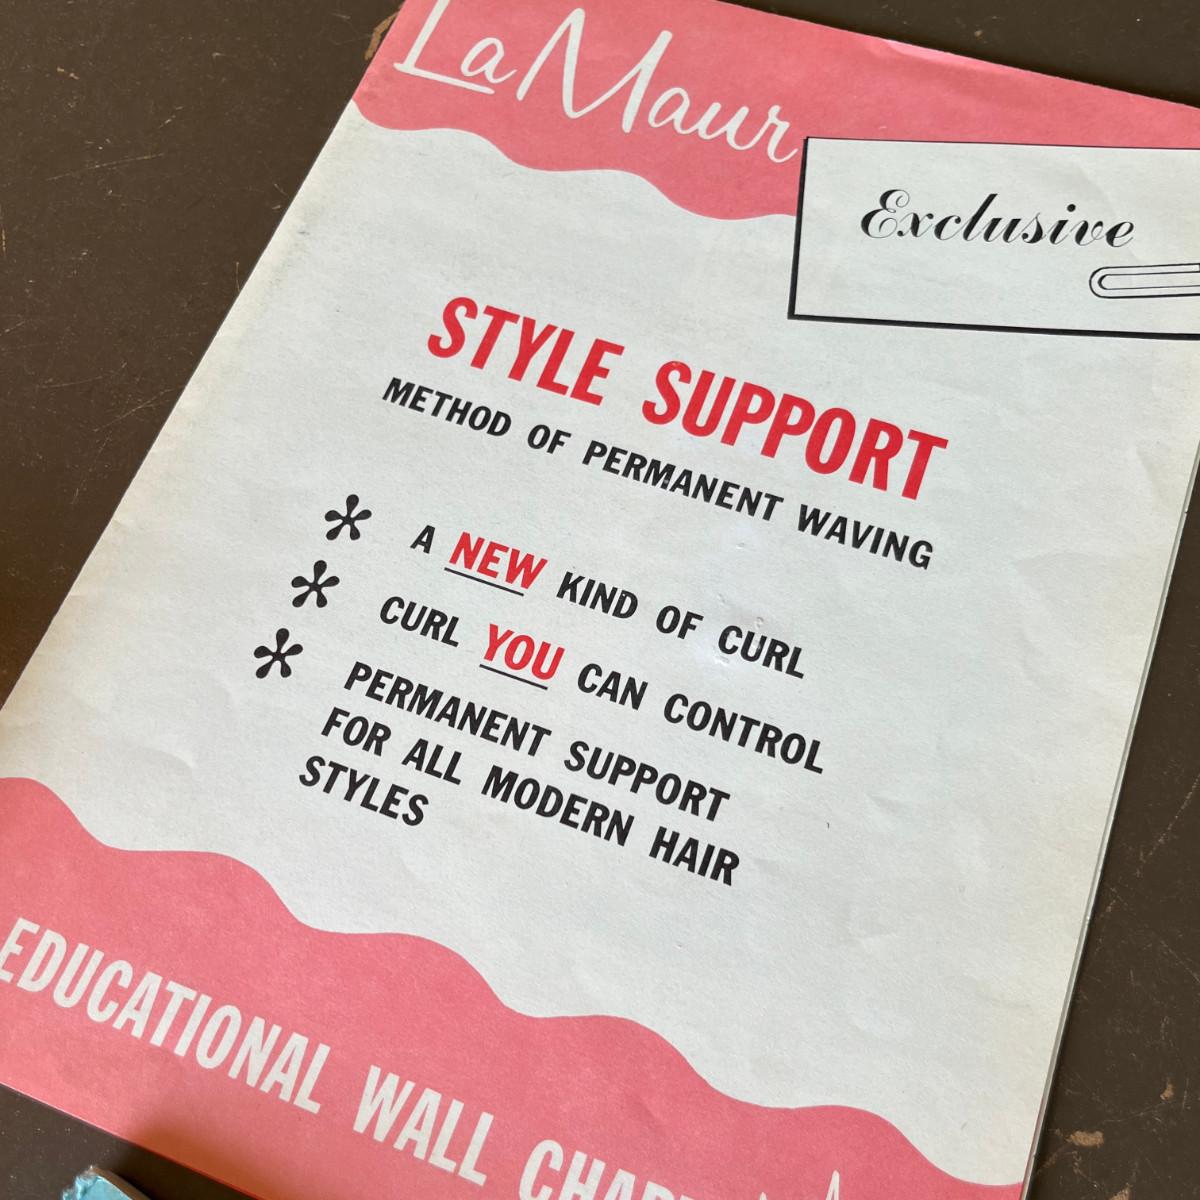 La Maur
Exclusive
STYLE SUPPORT
METHOD OF PERMANENT WAVING
* A NEW KIND OF CURL
* CURL YOU CAN CONTROL
* PERMANENT SUPPORT
FOR ALL MODERN HAIR
STYLES
EDUCATIONAL WALL